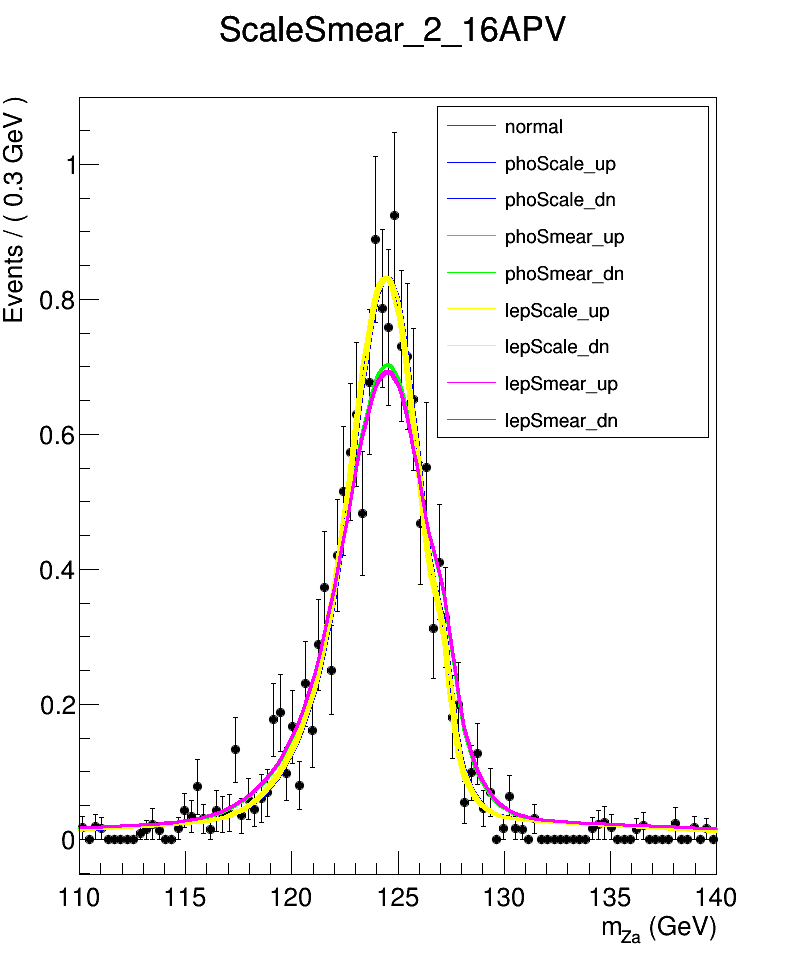 ScaleSmear_2_16APV
Events / ( 0.3 GeV )
1
0.8
0.6
0.4
0.2
0
normal
phoScale_up
phoScale_dn
phoSmear_up
phoSmear_dn
lepScale_up
lepScale_dn
lepSmear_up
lepSmear_dn
110 115 120 125 130 135 140
m_Za (GeV)